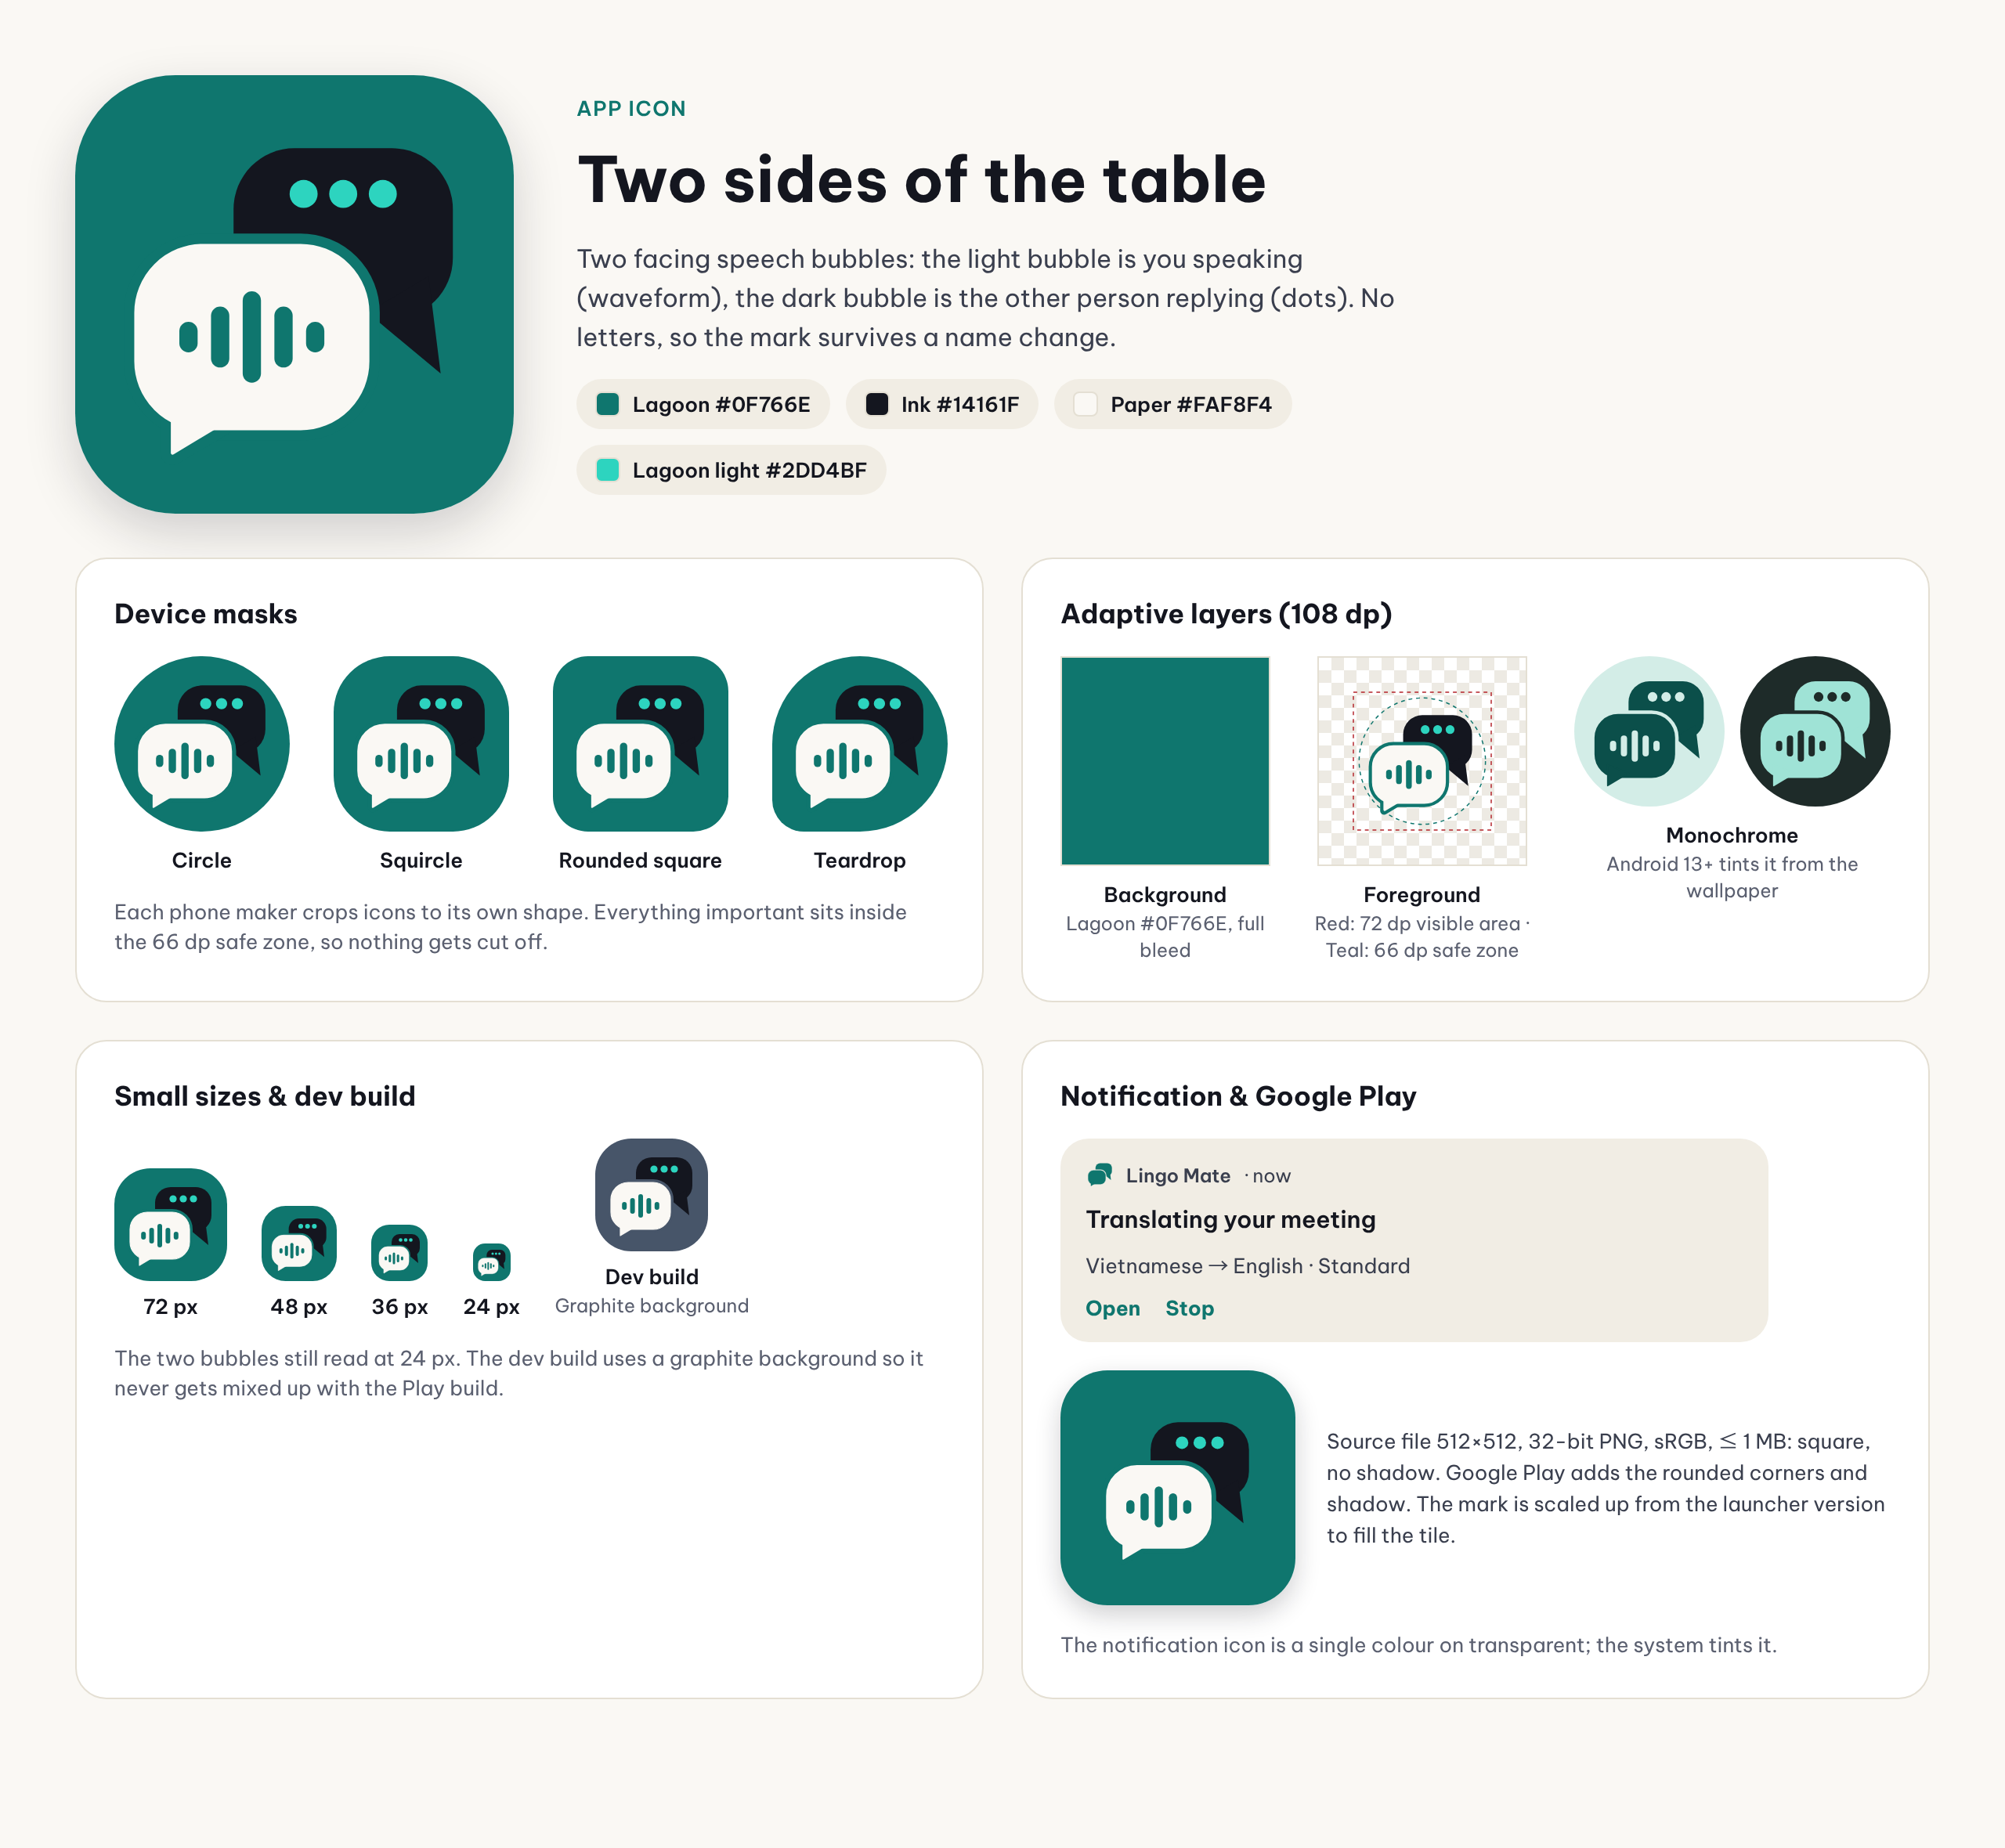 APP ICON
Two sides of the table
Two facing speech bubbles: the light bubble is you speaking
(waveform), the dark bubble is the other person replying (dots). No
letters, so the mark survives a name change.
Lagoon #0F766E
Ink #14161F
Paper #FAF8F4
Lagoon light #2DD4BF
Device masks
Circle
Squircle
Rounded square
Teardrop
Each phone maker crops icons to its own shape. Everything important sits inside
the 66 dp safe zone, so nothing gets cut off.
Adaptive layers (108 dp)
Background
Lagoon #0F766E, full
bleed
Foreground
Red: 72 dp visible area ·
Teal: 66 dp safe zone
Monochrome
Android 13+ tints it from the
wallpaper
Small sizes & dev build
72 px
48 px
36 px
24 px
Dev build
Graphite background
The two bubbles still read at 24 px. The dev build uses a graphite background so it
never gets mixed up with the Play build.
Notification & Google Play
Lingo Mate · now
Translating your meeting
Vietnamese → English · Standard
Open Stop
Source file 512×512, 32-bit PNG, sRGB, ≤ 1 MB: square,
no shadow. Google Play adds the rounded corners and
shadow. The mark is scaled up from the launcher version
to fill the tile.
The notification icon is a single colour on transparent; the system tints it.